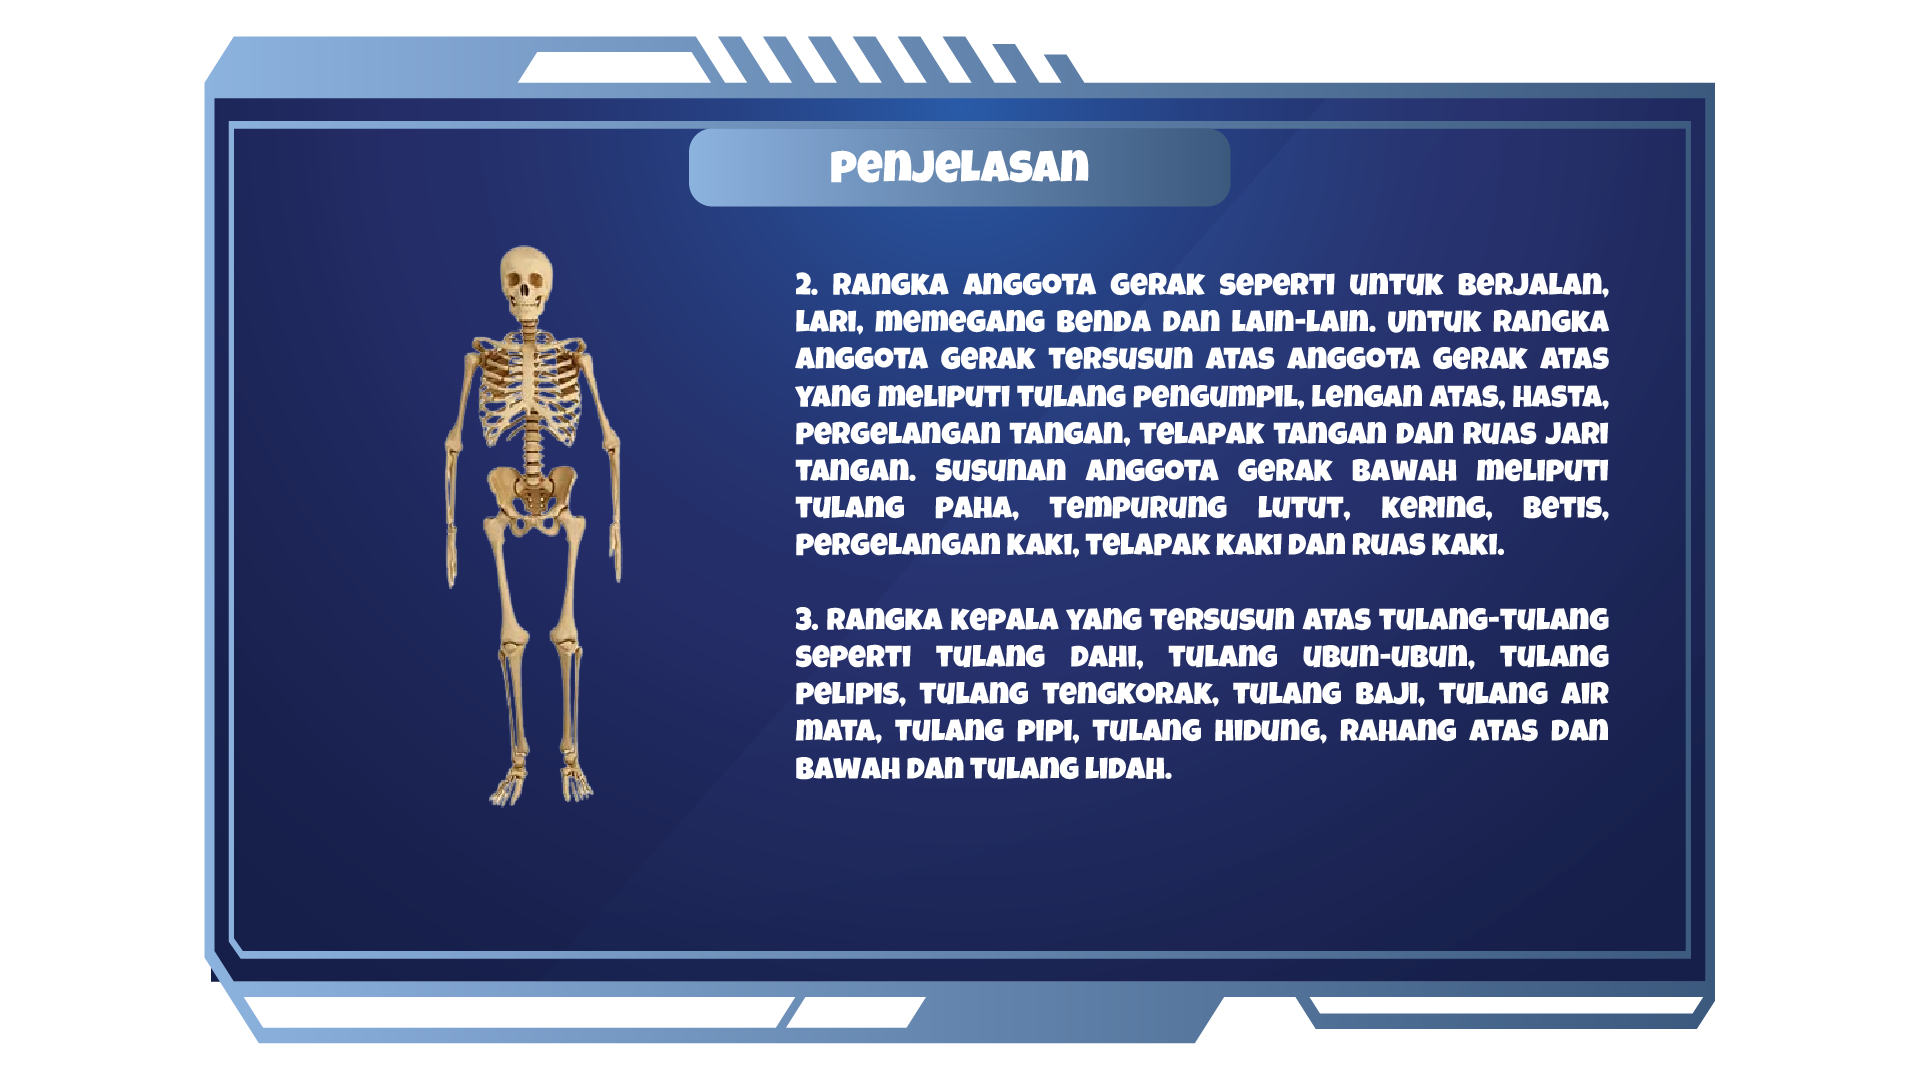 Penjelasan
2. Rangka anggota gerak seperti untuk berjalan,
lari, memegang benda dan lain-lain. Untuk rangka
anggota gerak tersusun atas anggota gerak atas
yang meliputi tulang pengumpil, lengan atas, hasta,
pergelangan tangan, telapak tangan dan ruas jari
tangan. Susunan anggota gerak bawah meliputi
tulang paha, tempurung lutut, kering, betis,
pergelangan kaki, telapak kaki dan ruas kaki.
3. Rangka kepala yang tersusun atas tulang-tulang
seperti tulang dahi, tulang ubun-ubun, tulang
pelipis, tulang tengkorak, tulang baji, tulang air
mata, tulang pipi, tulang hidung, rahang atas dan
bawah dan tulang lidah.